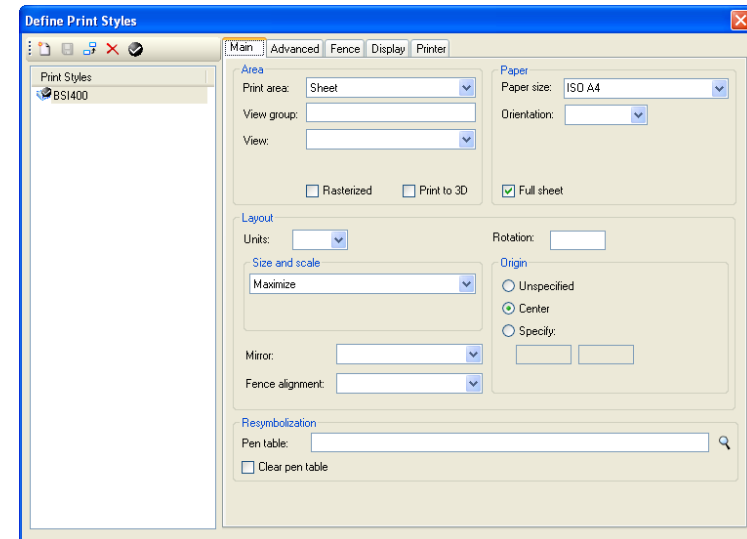 Define Print Styles
Main Advanced Fence Display Printer
Print Styles
BSI400
Area
Print area: Sheet
View group:
View:
Rasterized Print to 3D
Paper
Paper size: ISO A4
Orientation:
Full sheet
Layout
Units:
Rotation:
Size and scale
Maximize
Origin
Unspecified
Center
Specify:
Mirror:
Fence alignment:
Resymbolization
Pen table:
Clear pen table